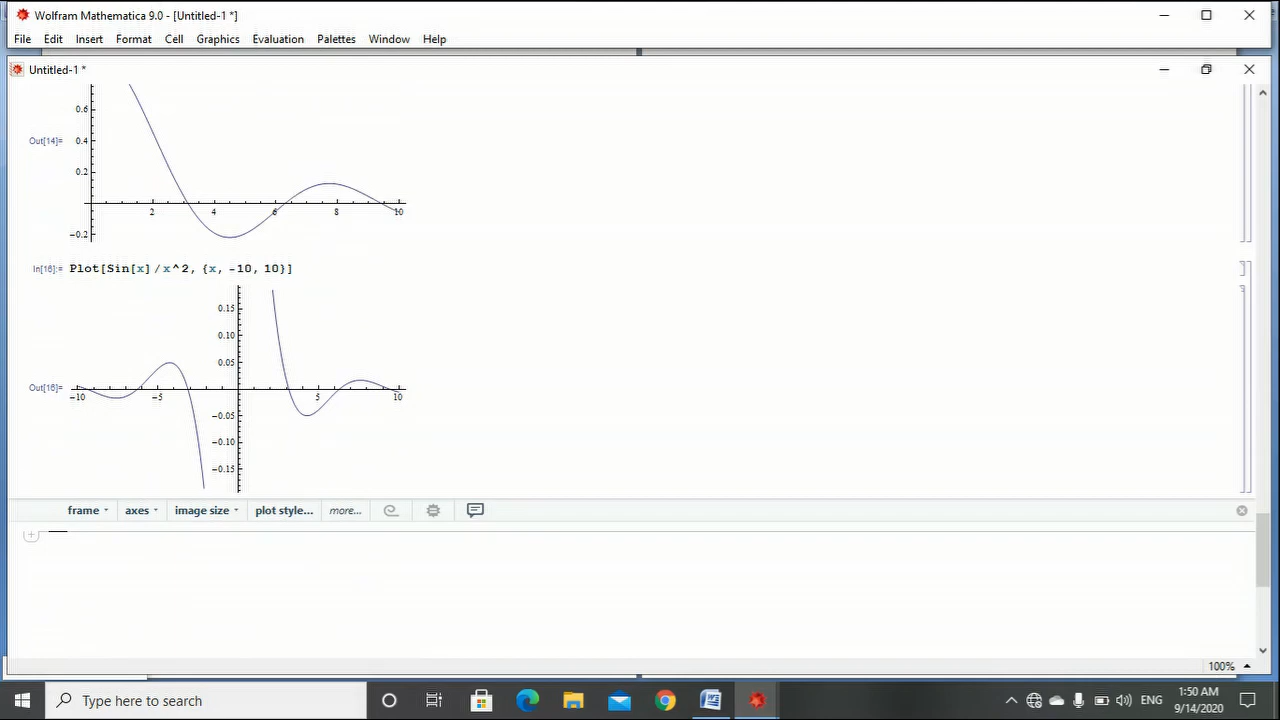 Wolfram Mathematica 9.0 - [Untitled-1 *]
File Edit Insert Format Cell Graphics Evaluation Palettes Window Help
Untitled-1 *
0.6
Out[14]= 0.4
0.2
2 4 6 8 10
−0.2
In[16]:= Plot[Sin[x]/x^2, {x, -10, 10}]
0.15
0.10
0.05
Out[16]=
−10 −5 5 10
−0.05
−0.10
−0.15
frame axes image size plot style... more...
100%
Type here to search
ENG
1:50 AM
9/14/2020